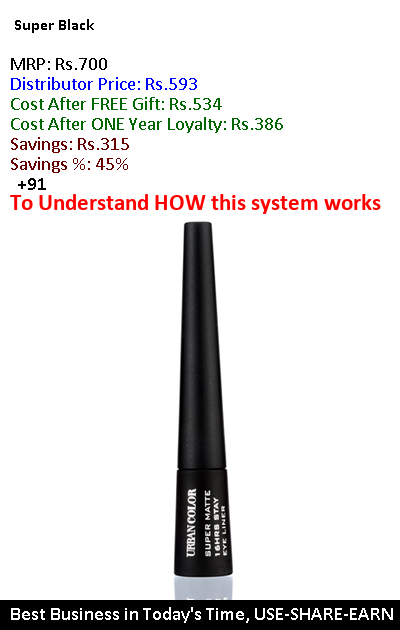 Super Black
MRP: Rs.700
Distributor Price: Rs.593
Cost After FREE Gift: Rs.534
Cost After ONE Year Loyalty: Rs.386
Savings: Rs.315
Savings %: 45%
+91
To Understand HOW this system works
URBAN COLOR
SUPER MATTE
16HRS STAY
EYE LINER
Best Business in Today's Time, USE-SHARE-EARN